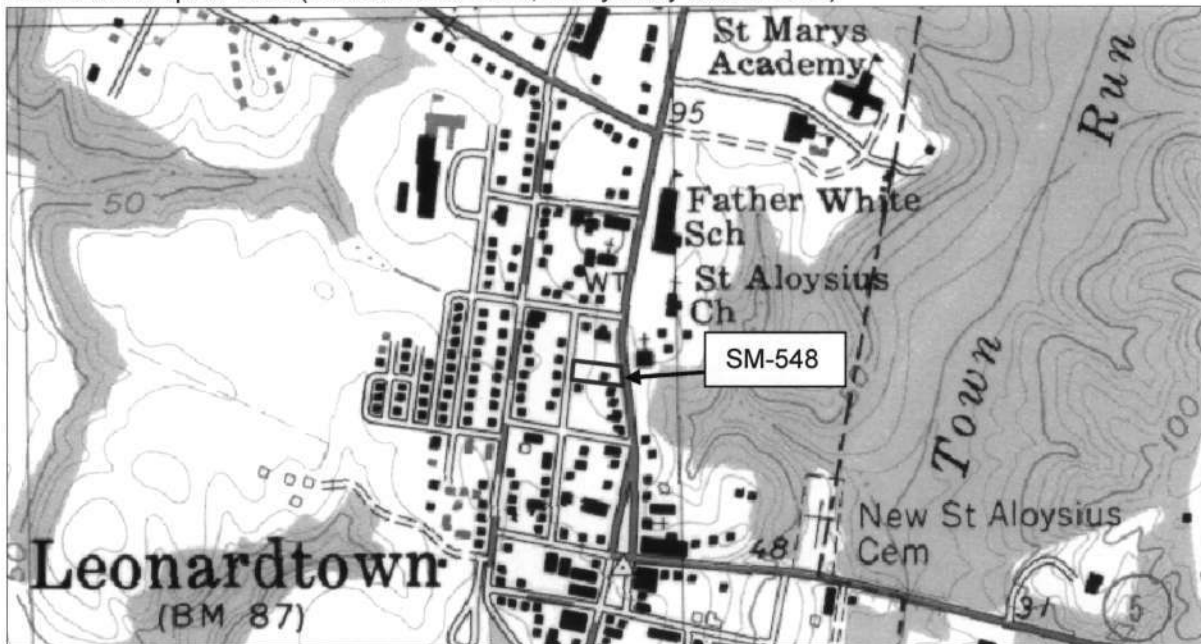 St Marys
Academy
95
Run
50
Father White
Sch
WT
St Aloysius
Ch
SM-548
Town
100
New St Aloysius
Cem
48
Leonardtown
(BM 87)
31
5